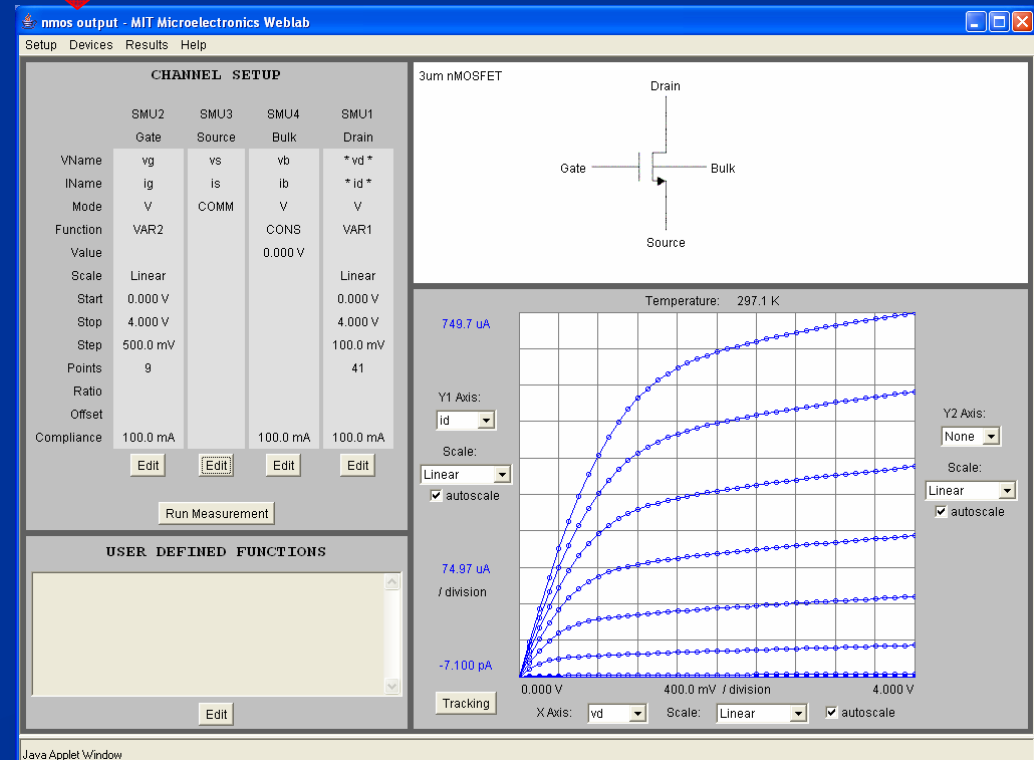 nmos output - MIT Microelectronics Weblab
Setup Devices Results Help
CHANNEL SETUP
SMU2 SMU3 SMU4 SMU1
Gate Source Bulk Drain
VName vg vs vb * vd *
IName ig is ib * id *
Mode V COMM V V
Function VAR2 CONS VAR1
Value 0.000 V
Scale Linear Linear
Start 0.000 V 0.000 V
Stop 4.000 V 4.000 V
Step 500.0 mV 100.0 mV
Points 9 41
Ratio
Offset
Compliance 100.0 mA 100.0 mA 100.0 mA
Edit Edit Edit Edit
Run Measurement
USER DEFINED FUNCTIONS
Edit
3um nMOSFET
Drain
Gate Bulk
Source
Temperature: 297.1 K
749.7 uA
Y1 Axis:
id
Scale:
Linear
autoscale
74.97 uA
/ division
-7.100 pA
Tracking
0.000 V 400.0 mV / division 4.000 V
X Axis: vd Scale: Linear autoscale
Y2 Axis:
None
Scale:
Linear
autoscale
Java Applet Window